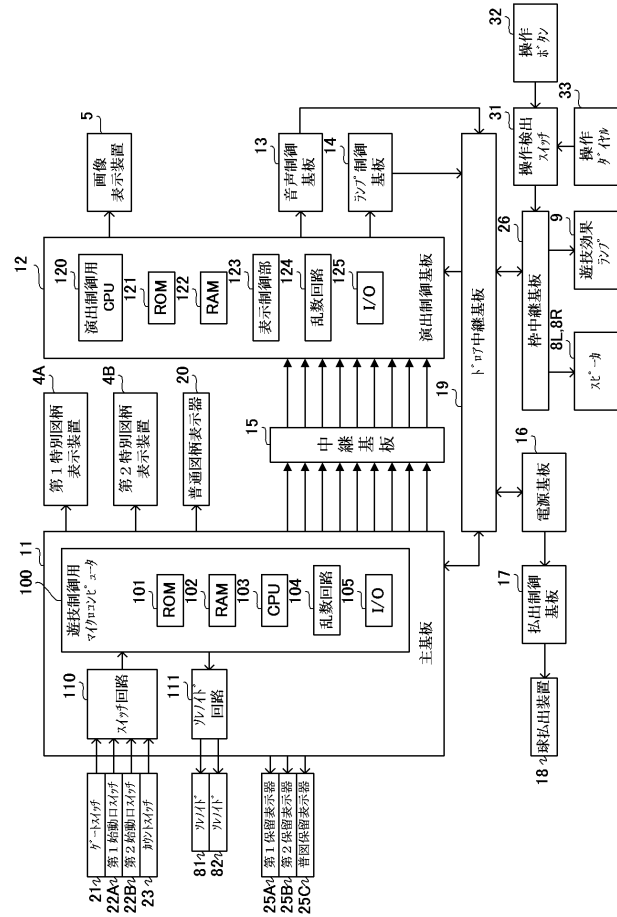 100
11
遊技制御用
マイクロコンピュータ
101
ROM
102
RAM
103
CPU
104
乱数回路
105
I/O
主基板
110
スイッチ回路
111
ソレノイド
回路
21
ゲートスイッチ
22A
第1始動口スイッチ
22B
第2始動口スイッチ
23
カウントスイッチ
81
ソレノイド
82
ソレノイド
25A
第1保留表示器
25B
第2保留表示器
25C
普図保留表示器
4A
第1特別図柄
表示装置
4B
第2特別図柄
表示装置
20
普通図柄表示器
15
中継基板
12
120
演出制御用
CPU
121
ROM
122
RAM
123
表示制御部
124
乱数回路
125
I/O
演出制御基板
5
画像
表示装置
13
音声制御
基板
14
ランプ制御
基板
19
ドロア中継基板
16
電源基板
17
払出制御
基板
18
球払出装置
26
枠中継基板
8L,8R
スピーカ
9
遊技効果
ランプ
31
操作検出
スイッチ
32
操作
ボタン
33
操作
ダイヤル